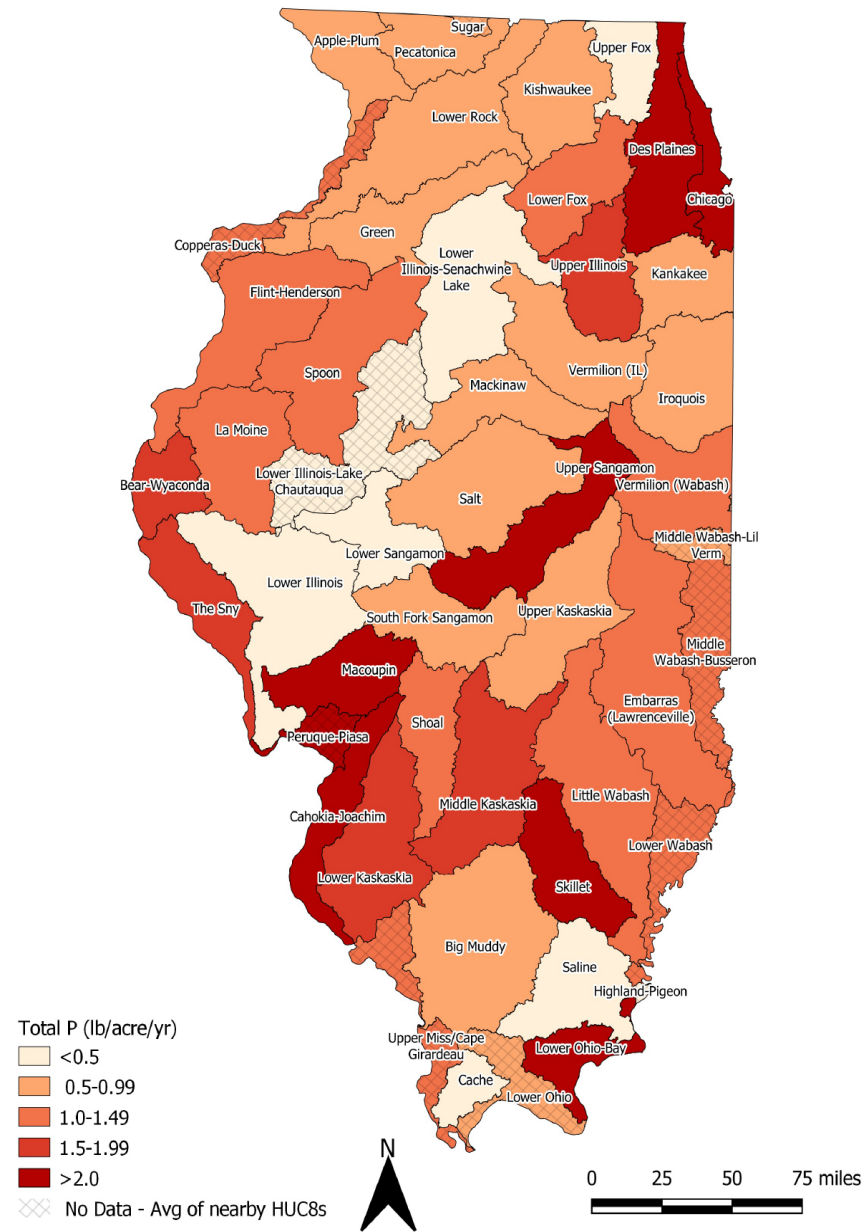 Sugar
Apple-Plum
Upper Fox
Pecatonica
Kishwaukee
Lower Rock
Des Plaines
Lower Fox
Chicago
Green
Copperas-Duck
Lower
Illinois-Senachwine
Lake
Upper Illinois
Kankakee
Flint-Henderson
Spoon
Vermilion (IL)
Mackinaw
Iroquois
La Moine
Upper Sangamon
Bear-Wyaconda
Lower Illinois-Lake
Chautauqua
Vermilion (Wabash)
Salt
Middle Wabash-Lil
Verm
Lower Sangamon
Lower Illinois
The Sny
South Fork Sangamon
Upper Kaskaskia
Middle
Wabash-Busseron
Macoupin
Embarras
(Lawrenceville)
Shoal
Peruque-Piasa
Little Wabash
Middle Kaskaskia
Cahokia-Joachim
Lower Wabash
Lower Kaskaskia
Skillet
Big Muddy
Saline
Highland-Pigeon
Upper Miss/Cape
Girardeau
Lower Ohio-Bay
Cache
Lower Ohio
Total P (lb/acre/yr)
<0.5
0.5-0.99
1.0-1.49
1.5-1.99
>2.0
No Data - Avg of nearby HUC8s
N
0 25 50 75 miles